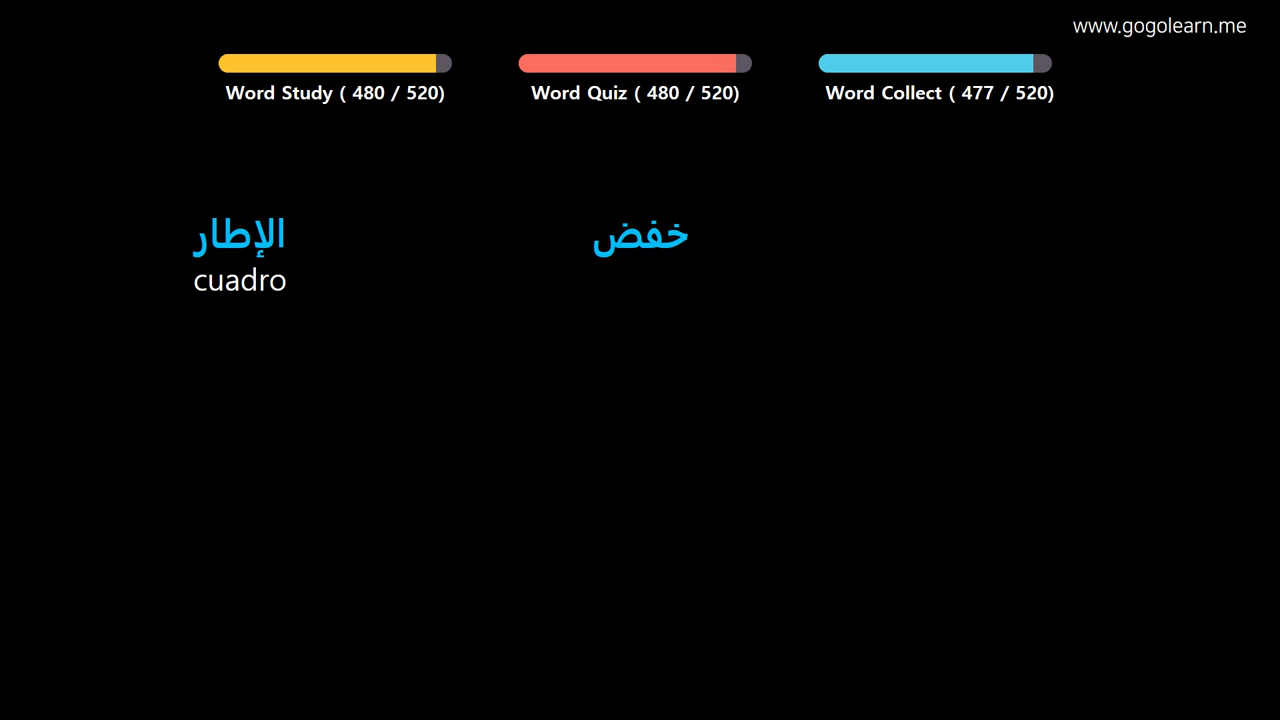 www.gogolearn.me
Word Study ( 480 / 520)
Word Quiz ( 480 / 520)
Word Collect ( 477 / 520)
الإطار
cuadro
خفض